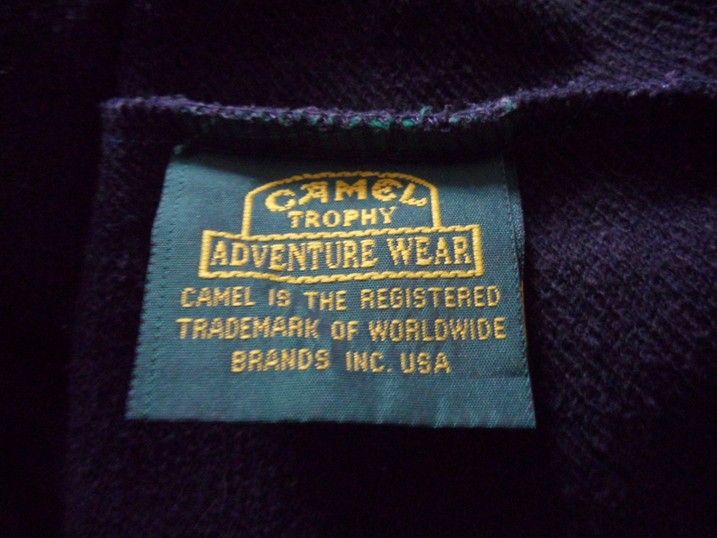 CAMEL
TROPHY
ADVENTURE WEAR
CAMEL IS THE REGISTERED
TRADEMARK OF WORLDWIDE
BRANDS INC. USA